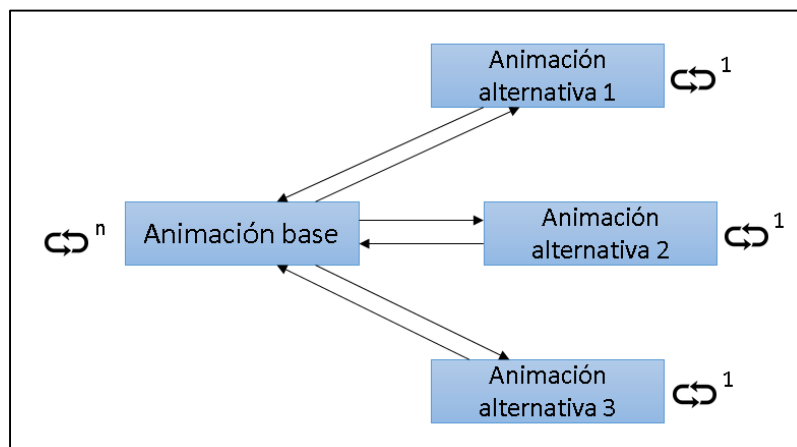 Animación
alternativa 1
1
Animación base
n
Animación
alternativa 2
1
Animación
alternativa 3
1